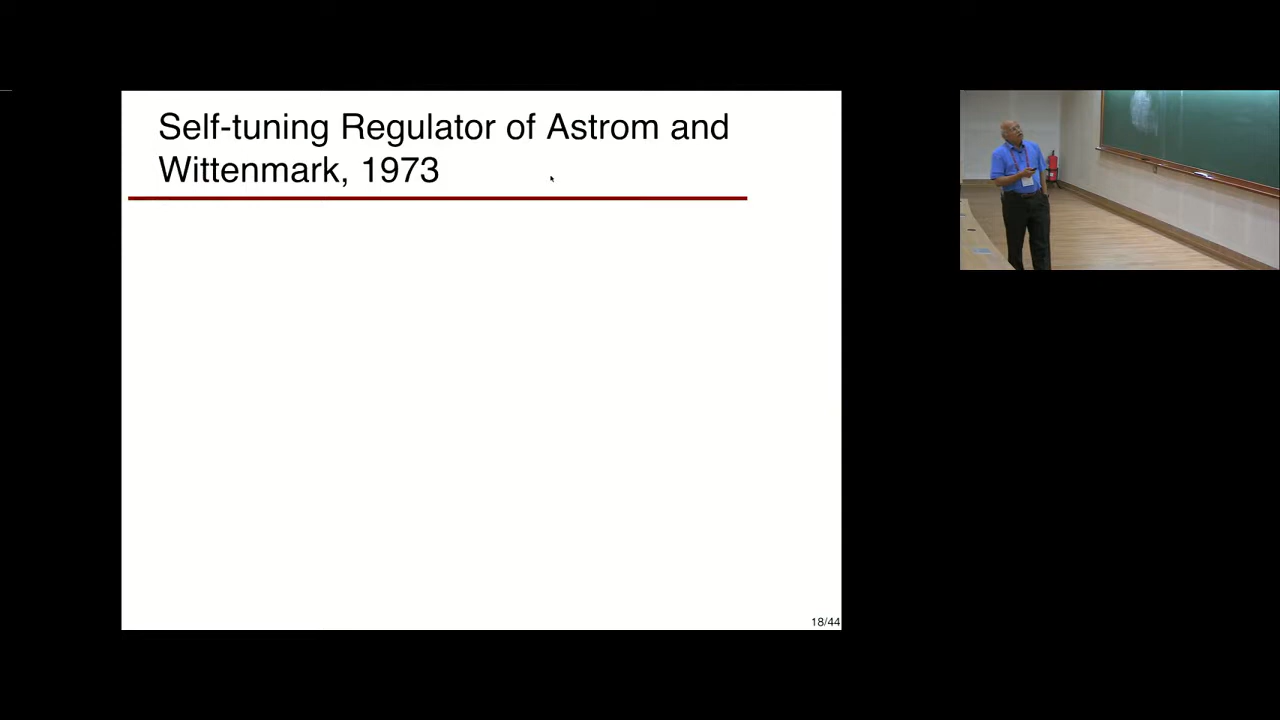 Self-tuning Regulator of Astrom and
Wittenmark, 1973
18/44